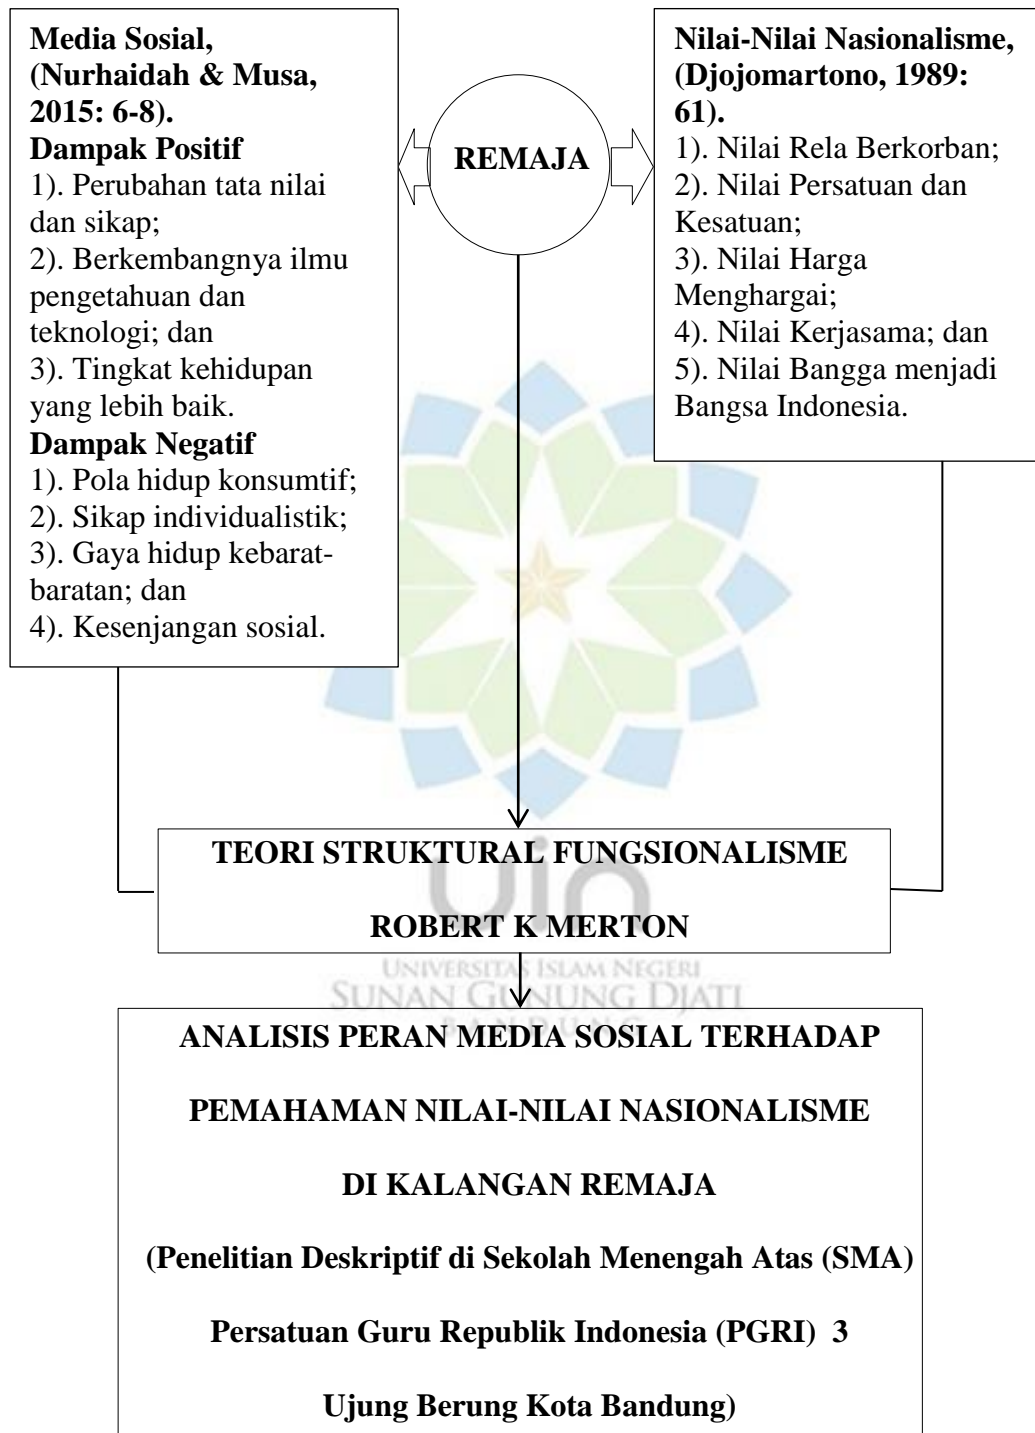 Media Sosial,
(Nurhaidah & Musa,
2015: 6-8).
Dampak Positif
1). Perubahan tata nilai
dan sikap;
2). Berkembangnya ilmu
pengetahuan dan
teknologi; dan
3). Tingkat kehidupan
yang lebih baik.
Dampak Negatif
1). Pola hidup konsumtif;
2). Sikap individualistik;
3). Gaya hidup kebarat-
baratan; dan
4). Kesenjangan sosial.
REMAJA
Nilai-Nilai Nasionalisme,
(Djojomartono, 1989:
61).
1). Nilai Rela Berkorban;
2). Nilai Persatuan dan
Kesatuan;
3). Nilai Harga
Menghargai;
4). Nilai Kerjasama; dan
5). Nilai Bangga menjadi
Bangsa Indonesia.
TEORI STRUKTURAL FUNGSIONALISME
uin
ROBERT K MERTON
UNIVERSITAS ISLAM NEGERI
SUNAN GUNUNG DJATI
BANDUNG
ANALISIS PERAN MEDIA SOSIAL TERHADAP
PEMAHAMAN NILAI-NILAI NASIONALISME
DI KALANGAN REMAJA
(Penelitian Deskriptif di Sekolah Menengah Atas (SMA)
Persatuan Guru Republik Indonesia (PGRI) 3
Ujung Berung Kota Bandung)